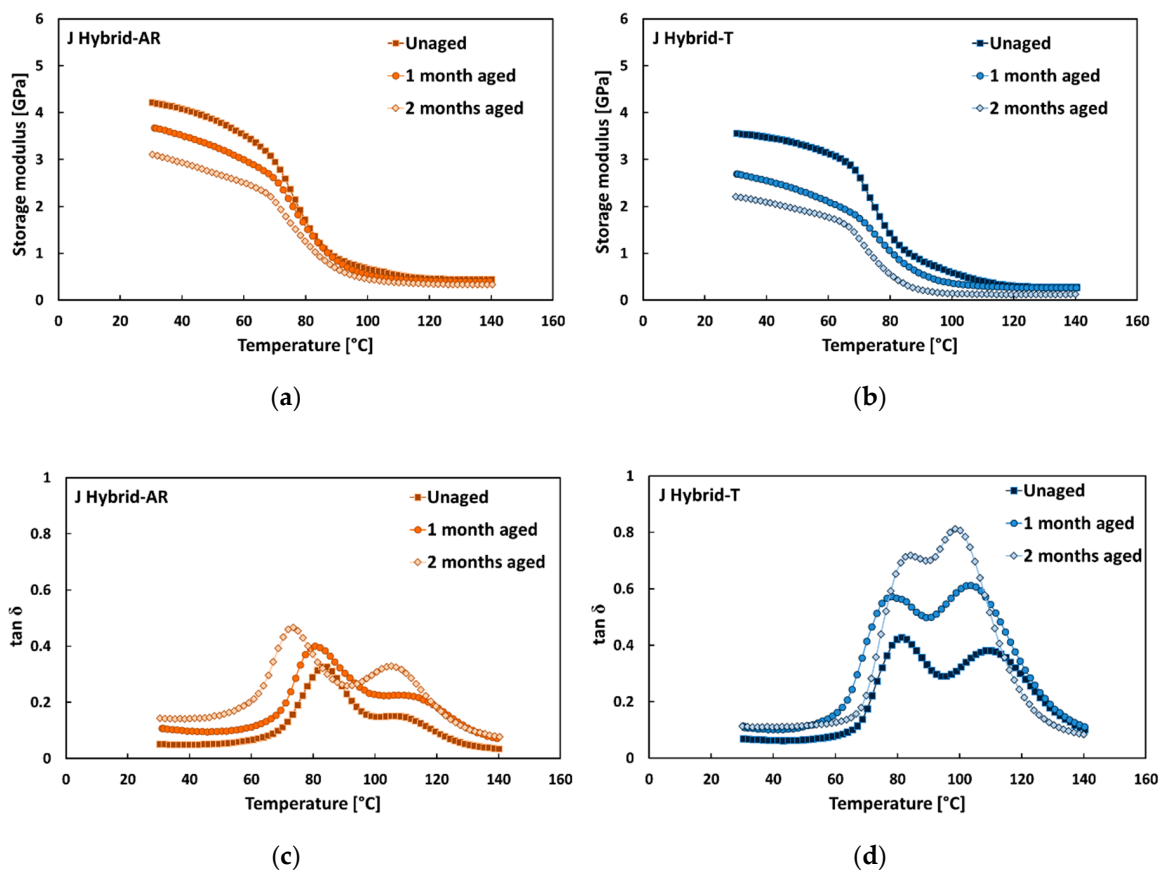 J Hybrid-AR
Unaged
1 month aged
2 months aged
Storage modulus [GPa]
6
5
4
3
2
1
0
0 20 40 60 80 100 120 140 160
Temperature [°C]
(a)
J Hybrid-T
Unaged
1 month aged
2 months aged
Storage modulus [GPa]
6
5
4
3
2
1
0
0 20 40 60 80 100 120 140 160
Temperature [°C]
(b)
J Hybrid-AR
Unaged
1 month aged
2 months aged
tan δ
1
0.8
0.6
0.4
0.2
0
0 20 40 60 80 100 120 140 160
Temperature [°C]
(c)
J Hybrid-T
Unaged
1 month aged
2 months aged
tan δ
1
0.8
0.6
0.4
0.2
0
0 20 40 60 80 100 120 140 160
Temperature [°C]
(d)